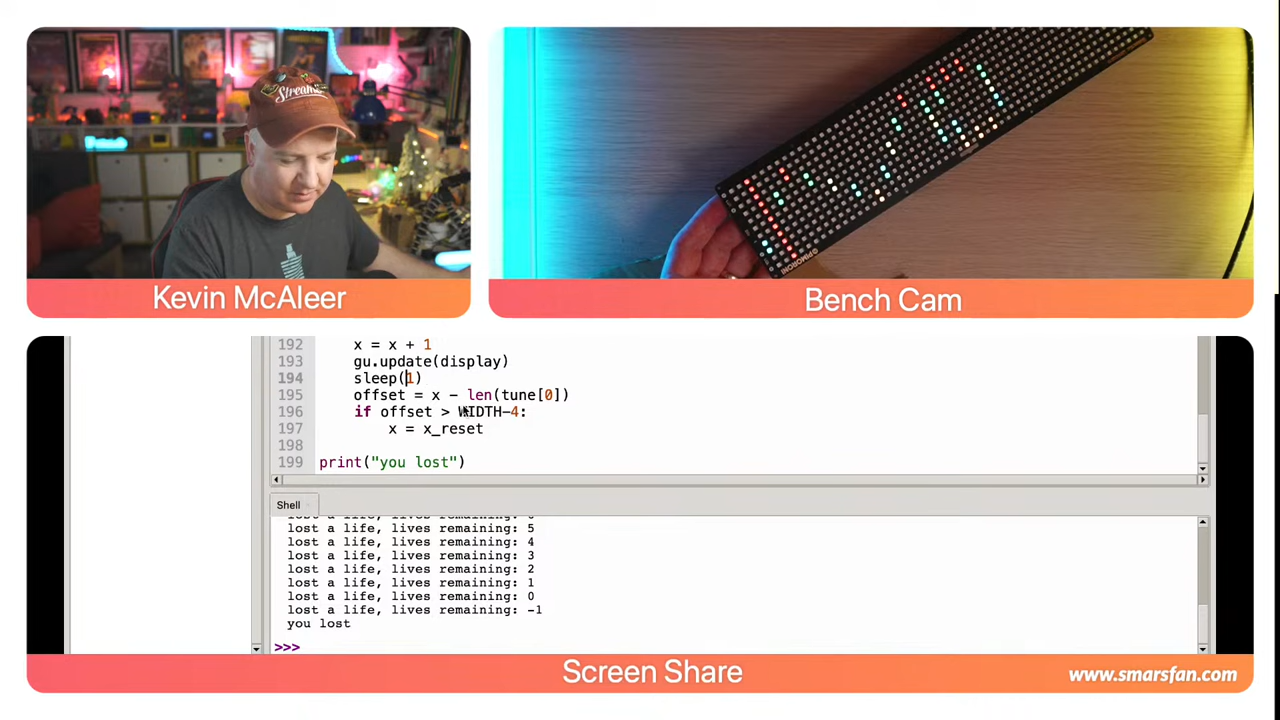 Streams
PIMORONI
Kevin McAleer
Bench Cam
192 x = x + 1
193 gu.update(display)
194 sleep(1)
195 offset = x - len(tune[0])
196 if offset > WIDTH-4:
197 x = x_reset
198
199 print("you lost")
Shell
lost a life, lives remaining: 5
lost a life, lives remaining: 4
lost a life, lives remaining: 3
lost a life, lives remaining: 2
lost a life, lives remaining: 1
lost a life, lives remaining: 0
lost a life, lives remaining: -1
you lost
>>>
Screen Share
www.smarsfan.com